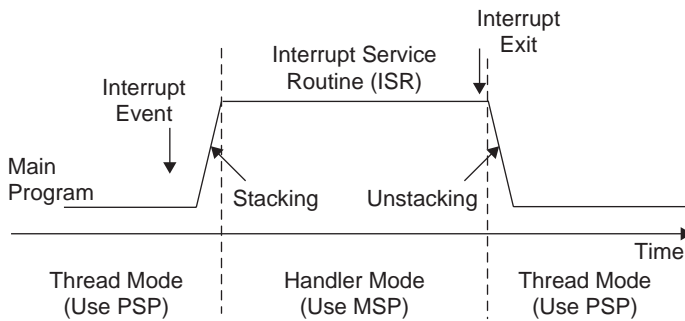 Interrupt
Exit
Interrupt Service
Routine (ISR)
Interrupt
Event
Main
Program
Stacking
Unstacking
Time
Thread Mode
(Use PSP)
Handler Mode
(Use MSP)
Thread Mode
(Use PSP)